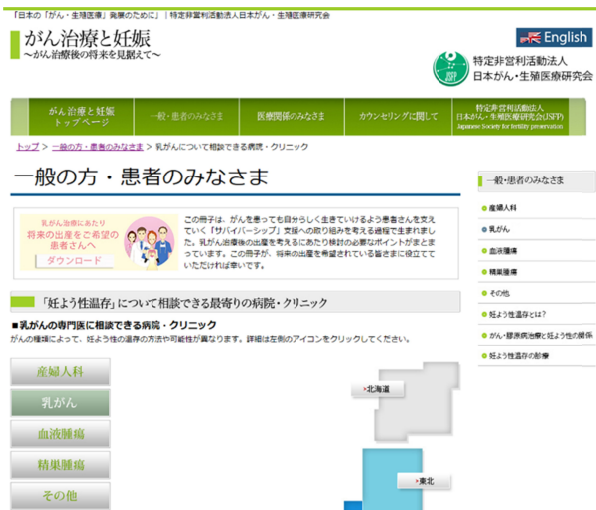 「日本の「がん・生殖医療」発展のために」｜特定非営利活動法人日本がん・生殖医療研究会
がん治療と妊娠
～がん治療後の将来を見据えて～
English
JSFP
特定非営利活動法人
日本がん・生殖医療研究会
がん治療と妊娠
トップページ
一般・患者のみなさま
医療関係のみなさま
カウンセリングに関して
特定非営利活動法人
日本がん・生殖医療研究会(JSFP)
Japanese Society for fertility preservation
トップ > 一般の方・患者のみなさま > 乳がんについて相談できる病院・クリニック
一般の方・患者のみなさま
乳がん治療にあたり
将来の出産をご希望の
患者さんへ
ダウンロード
この冊子は、がんを患っても自分らしく生きていけるよう患者さんを支え
ていく「サバイバーシップ」支援への取り組みを考える過程で生まれまし
た。乳がん治療後の出産を考えるにあたり検討の必要なポイントがまとま
っています。この冊子が、将来の出産を希望されている皆さまに役立てて
いただければ幸いです。
「妊よう性温存」について相談できる最寄りの病院・クリニック
■乳がんの専門医に相談できる病院・クリニック
がんの種類によって、妊よう性の温存の方法や可能性が異なります。詳細は左側のアイコンをクリックしてください。
産婦人科
乳がん
血液腫瘍
精巣腫瘍
その他
北海道
東北
一般・患者のみなさま
産婦人科
乳がん
血液腫瘍
精巣腫瘍
その他
妊よう性温存とは？
がん・膠原病治療と妊よう性の関係
妊よう性温存の診療